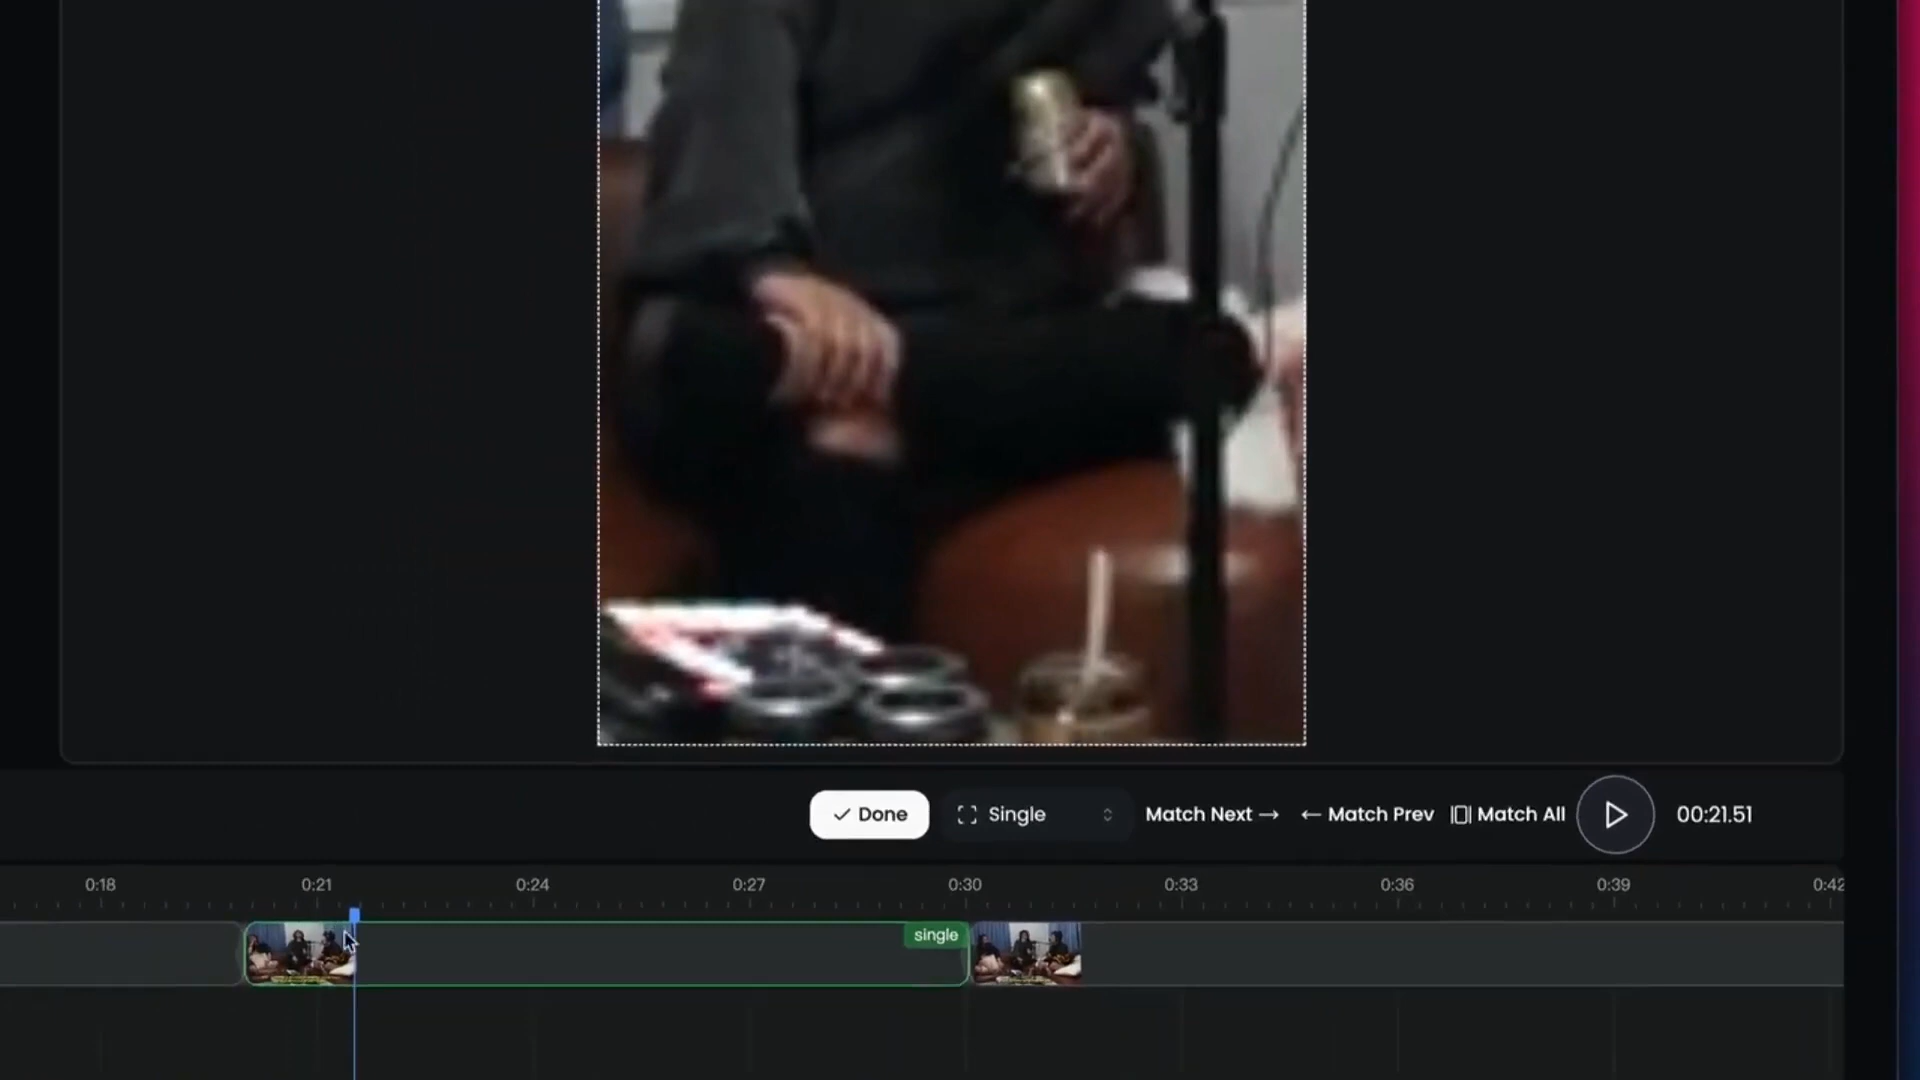 Done
Single
Match Next →
← Match Prev
Match All
00:21.51
0:18
0:21
0:24
0:27
0:30
0:33
0:36
0:39
0:42
single